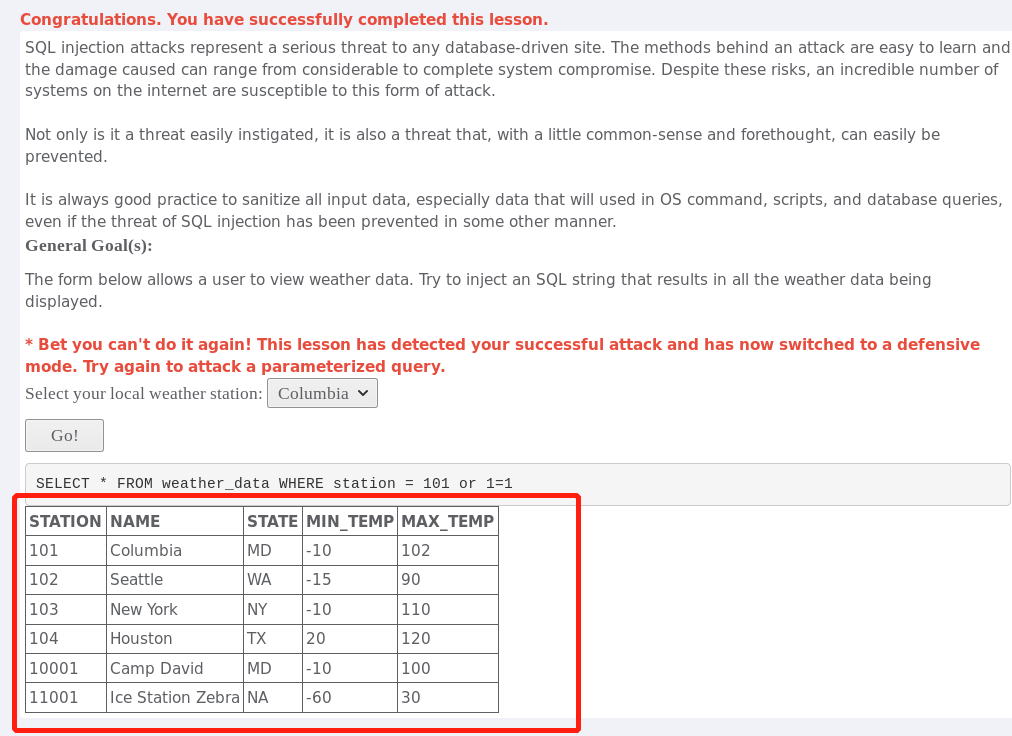 Congratulations. You have successfully completed this lesson.
SQL injection attacks represent a serious threat to any database-driven site. The methods behind an attack are easy to learn and
the damage caused can range from considerable to complete system compromise. Despite these risks, an incredible number of
systems on the internet are susceptible to this form of attack.
Not only is it a threat easily instigated, it is also a threat that, with a little common-sense and forethought, can easily be
prevented.
It is always good practice to sanitize all input data, especially data that will used in OS command, scripts, and database queries,
even if the threat of SQL injection has been prevented in some other manner.
General Goal(s):
The form below allows a user to view weather data. Try to inject an SQL string that results in all the weather data being
displayed.
* Bet you can't do it again! This lesson has detected your successful attack and has now switched to a defensive
mode. Try again to attack a parameterized query.
Select your local weather station: Columbia
Go!
SELECT * FROM weather_data WHERE station = 101 or 1=1
STATION NAME STATE MIN_TEMP MAX_TEMP
101 Columbia MD -10 102
102 Seattle WA -15 90
103 New York NY -10 110
104 Houston TX 20 120
10001 Camp David MD -10 100
11001 Ice Station Zebra NA -60 30